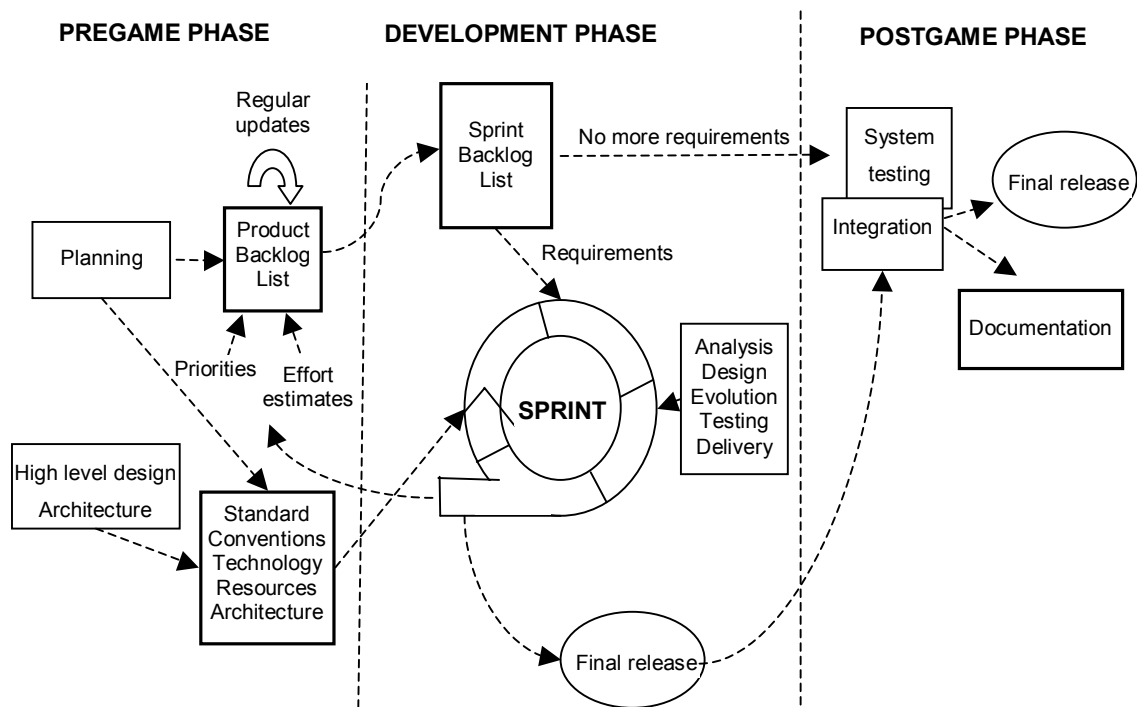 PREGAME PHASE
DEVELOPMENT PHASE
POSTGAME PHASE
Regular
updates
Planning
Product
Backlog
List
Priorities
Effort
estimates
High level design
Architecture
Standard
Conventions
Technology
Resources
Architecture
Sprint
Backlog
List
No more requirements
Requirements
SPRINT
Analysis
Design
Evolution
Testing
Delivery
Final release
System
testing
Integration
Final release
Documentation